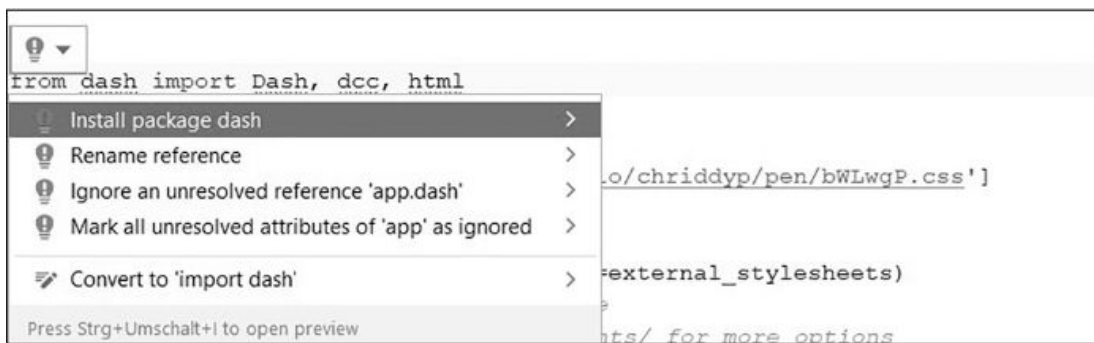 from dash import Dash, dcc, html
Install package dash
Rename reference
Ignore an unresolved reference 'app.dash'
.o/chriddyp/pen/bWLwgP.css']
Mark all unresolved attributes of 'app' as ignored
Convert to 'import dash'
=external_stylesheets)
Press Strg+Umschalt+I to open preview
nts/ for more options